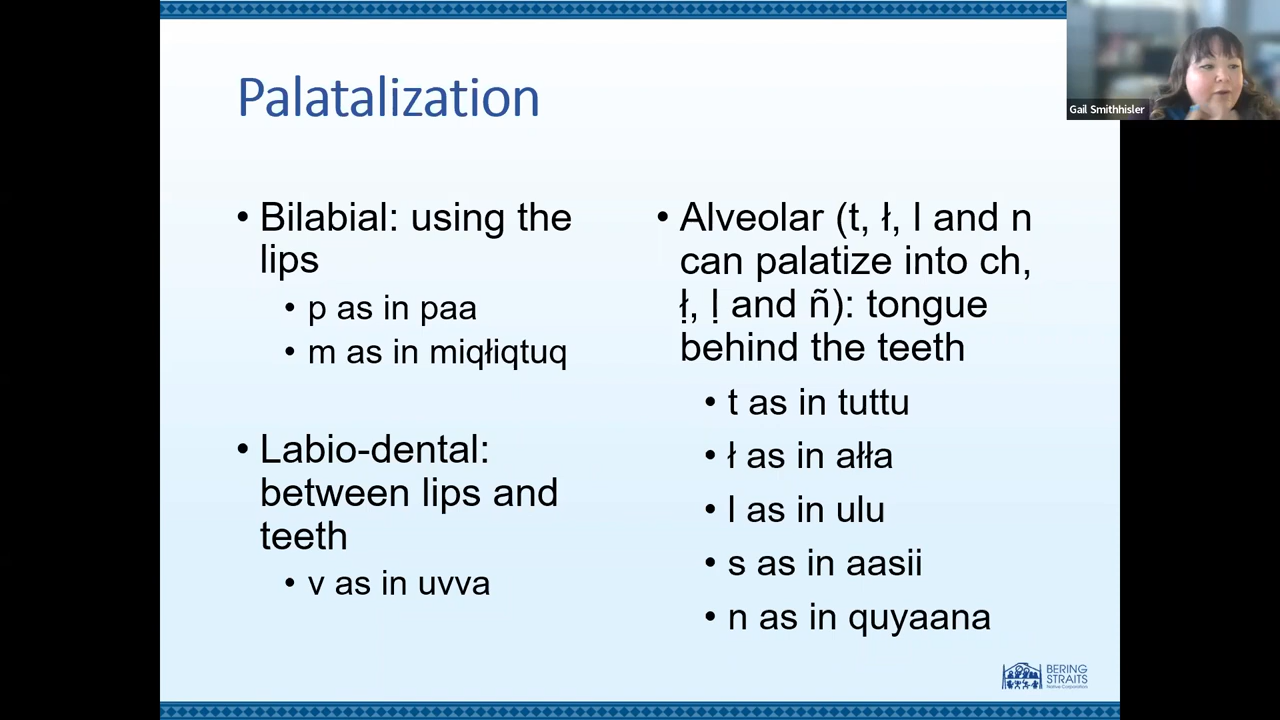 Palatalization
• Bilabial: using the
lips
• p as in paa
• m as in miqłiqtuq
• Labio-dental:
between lips and
teeth
• v as in uvva
• Alveolar (t, ł, l and n
can palatize into ch,
ł̣, ḷ and ñ): tongue
behind the teeth
• t as in tuttu
• ł as in ałła
• l as in ulu
• s as in aasii
• n as in quyaana
Gail Smithhisler
BERING
STRAITS
Native Corporation